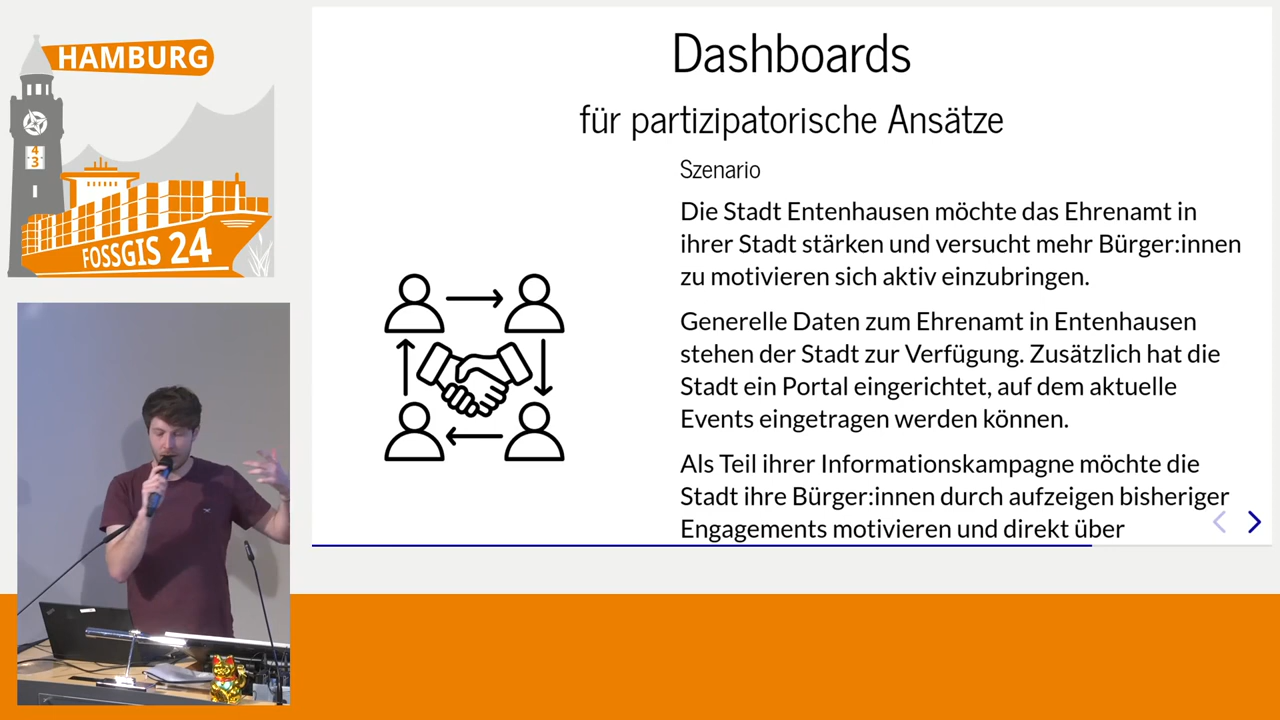 HAMBURG
4
3
FOSSGIS 24
Dashboards
für partizipatorische Ansätze
Szenario
Die Stadt Entenhausen möchte das Ehrenamt in
ihrer Stadt stärken und versucht mehr Bürger:innen
zu motivieren sich aktiv einzubringen.
Generelle Daten zum Ehrenamt in Entenhausen
stehen der Stadt zur Verfügung. Zusätzlich hat die
Stadt ein Portal eingerichtet, auf dem aktuelle
Events eingetragen werden können.
Als Teil ihrer Informationskampagne möchte die
Stadt ihre Bürger:innen durch aufzeigen bisheriger
Engagements motivieren und direkt über